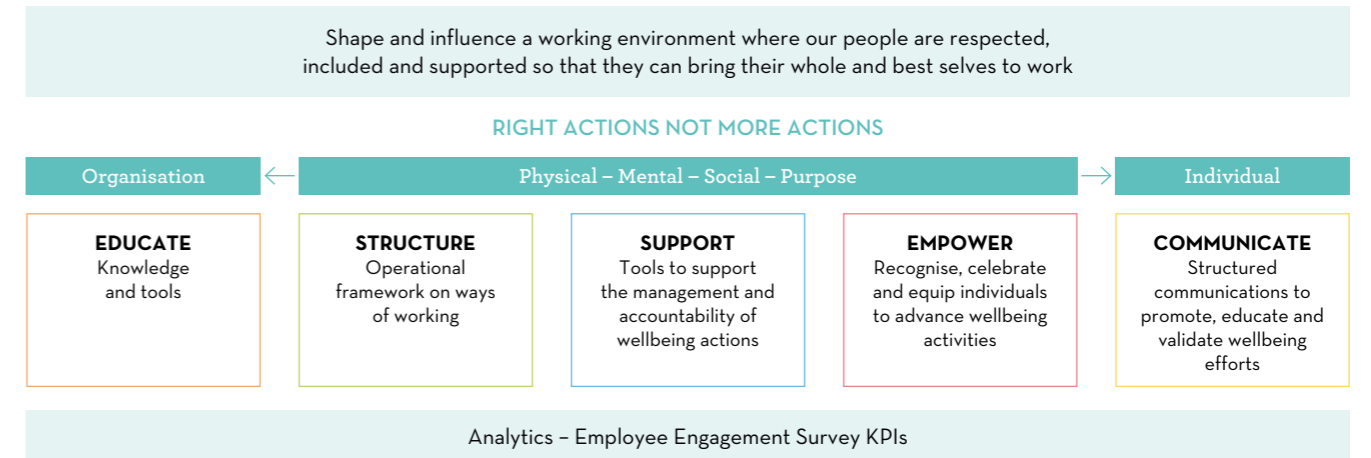 Shape and influence a working environment where our people are respected,
included and supported so that they can bring their whole and best selves to work
RIGHT ACTIONS NOT MORE ACTIONS
Organisation
Physical – Mental – Social – Purpose
Individual
EDUCATE
Knowledge
and tools
STRUCTURE
Operational
framework on ways
of working
SUPPORT
Tools to support
the management and
accountability of
wellbeing actions
EMPOWER
Recognise, celebrate
and equip individuals
to advance wellbeing
activities
COMMUNICATE
Structured
communications to
promote, educate and
validate wellbeing
efforts
Analytics – Employee Engagement Survey KPIs